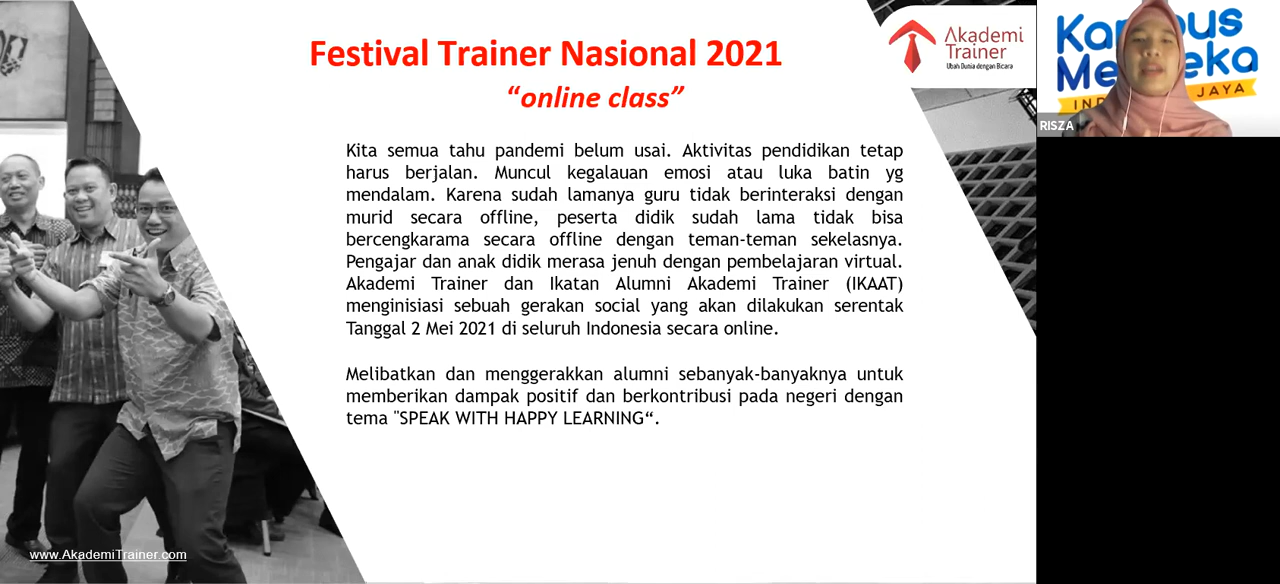 Festival Trainer Nasional 2021
“online class”
Akademi
Trainer
Ubah Dunia dengan Bicara
Kita semua tahu pandemi belum usai. Aktivitas pendidikan tetap
harus berjalan. Muncul kegalauan emosi atau luka batin yg
mendalam. Karena sudah lamanya guru tidak berinteraksi dengan
murid secara offline, peserta didik sudah lama tidak bisa
bercengkarama secara offline dengan teman-teman sekelasnya.
Pengajar dan anak didik merasa jenuh dengan pembelajaran virtual.
Akademi Trainer dan Ikatan Alumni Akademi Trainer (IKAAT)
menginisiasi sebuah gerakan social yang akan dilakukan serentak
Tanggal 2 Mei 2021 di seluruh Indonesia secara online.
Melibatkan dan menggerakkan alumni sebanyak-banyaknya untuk
memberikan dampak positif dan berkontribusi pada negeri dengan
tema "SPEAK WITH HAPPY LEARNING“.
www.AkademiTrainer.com
JAYA
RISZA